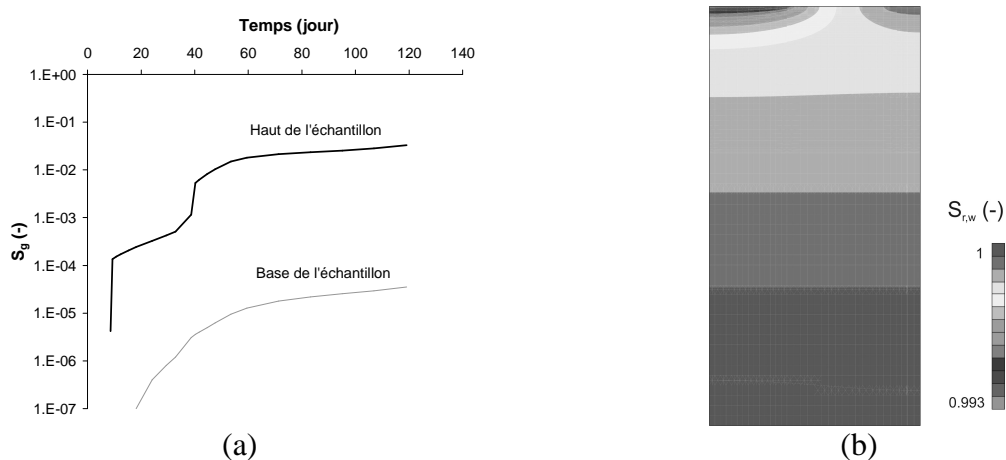 Temps (jour)
0 20 40 60 80 100 120 140
1.E+00
1.E-01
1.E-02
1.E-03
1.E-04
1.E-05
1.E-06
1.E-07
Sg (-)
Haut de l'échantillon
Base de l'échantillon
(a)
Sr,w (-)
1
0.993
(b)